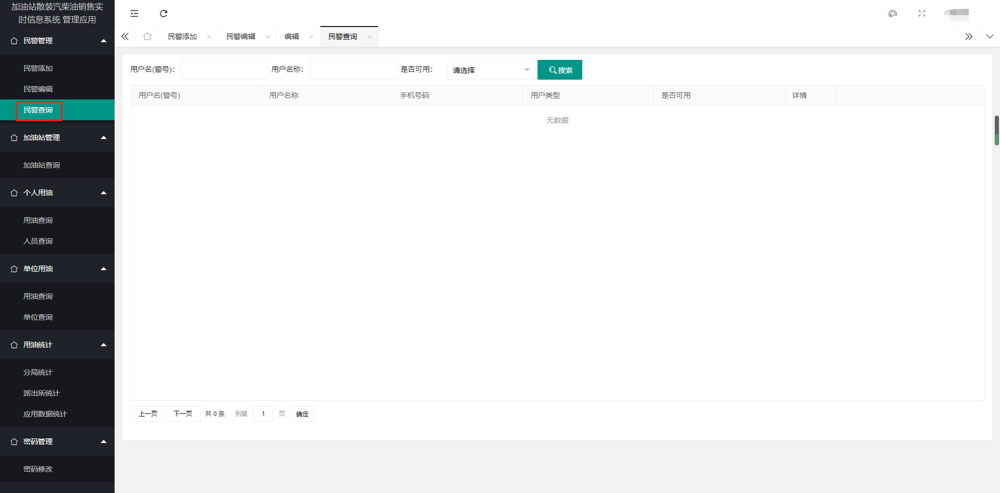 加油站散装汽柴油销售实
时信息系统 管理应用
民警管理
民警添加
民警编辑
民警查询
加油站管理
加油站查询
个人用油
用油查询
人员查询
单位用油
用油查询
单位查询
用油统计
分局统计
派出所统计
应用数据统计
密码管理
密码修改
民警添加 民警编辑 编辑 民警查询
用户名(警号)： 用户名称： 是否可用： 请选择 搜索
用户名(警号) 用户名称 手机号码 用户类型 是否可用 详情
无数据
上一页 下一页 共 0 条 到第 1 页 确定